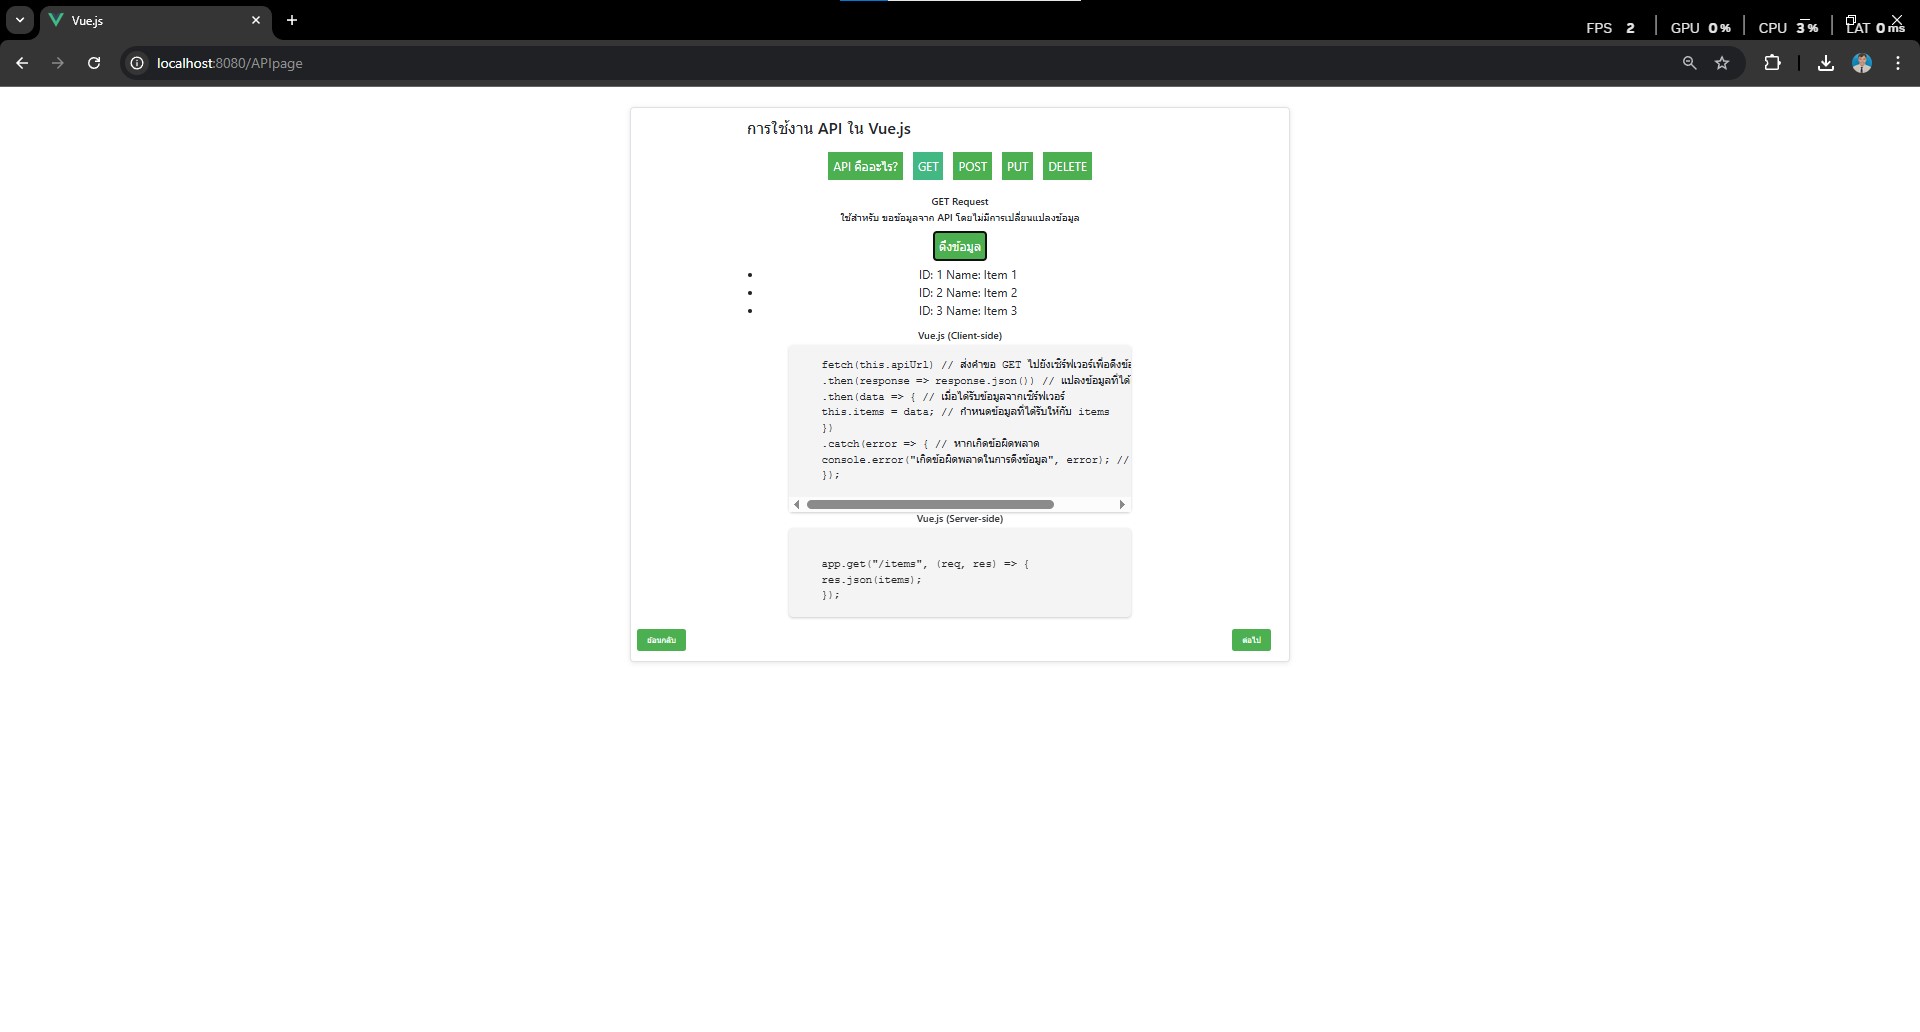 Vue.js
FPS 2 GPU 0% CPU 3% LAT 0ms
localhost:8080/APIpage
การใช้งาน API ใน Vue.js
API คืออะไร? GET POST PUT DELETE
GET Request
ใช้สำหรับ ขอข้อมูลจาก API โดยไม่มีการเปลี่ยนแปลงข้อมูล
ดึงข้อมูล
• ID: 1 Name: Item 1
• ID: 2 Name: Item 2
• ID: 3 Name: Item 3
Vue.js (Client-side)
fetch(this.apiUrl) // ส่งคำขอ GET ไปยังเซิร์ฟเวอร์เพื่อดึงข้อ
.then(response => response.json()) // แปลงข้อมูลที่ได้
.then(data => { // เมื่อได้รับข้อมูลจากเซิร์ฟเวอร์
this.items = data; // กำหนดข้อมูลที่ได้รับให้กับ items
})
.catch(error => { // หากเกิดข้อผิดพลาด
console.error("เกิดข้อผิดพลาดในการดึงข้อมูล", error); //
});
Vue.js (Server-side)
app.get("/items", (req, res) => {
res.json(items);
});
ย้อนกลับ ต่อไป